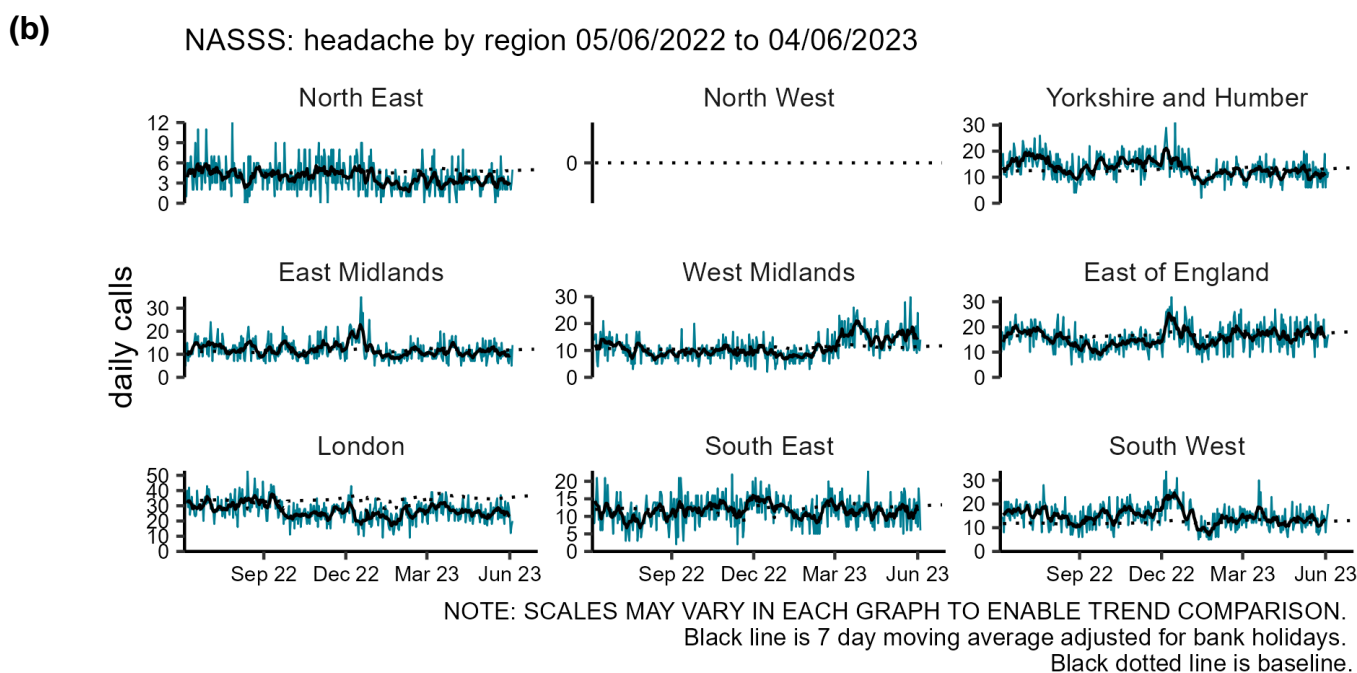 (b)
NASSS: headache by region 05/06/2022 to 04/06/2023
North East
North West
Yorkshire and Humber
12
9
6
3
0
0
30
20
10
0
daily calls
East Midlands
West Midlands
East of England
30
20
10
0
30
20
10
0
30
20
10
0
London
South East
South West
50
40
30
20
10
0
20
15
10
5
0
30
20
10
0
Sep 22 Dec 22 Mar 23 Jun 23
Sep 22 Dec 22 Mar 23 Jun 23
Sep 22 Dec 22 Mar 23 Jun 23
NOTE: SCALES MAY VARY IN EACH GRAPH TO ENABLE TREND COMPARISON.
Black line is 7 day moving average adjusted for bank holidays.
Black dotted line is baseline.